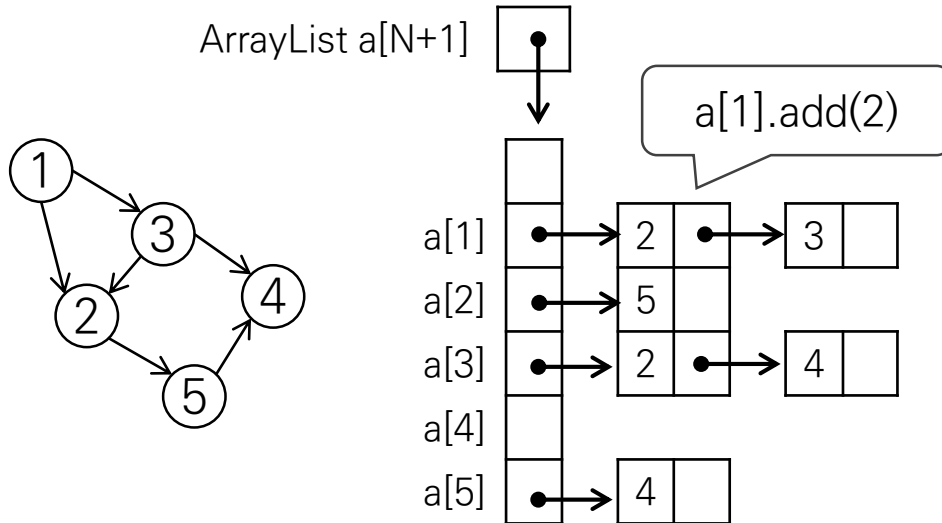 ArrayList a[N+1]
a[1].add(2)
1
3
2
4
5
a[1] 2 3
a[2] 5
a[3] 2 4
a[4]
a[5] 4